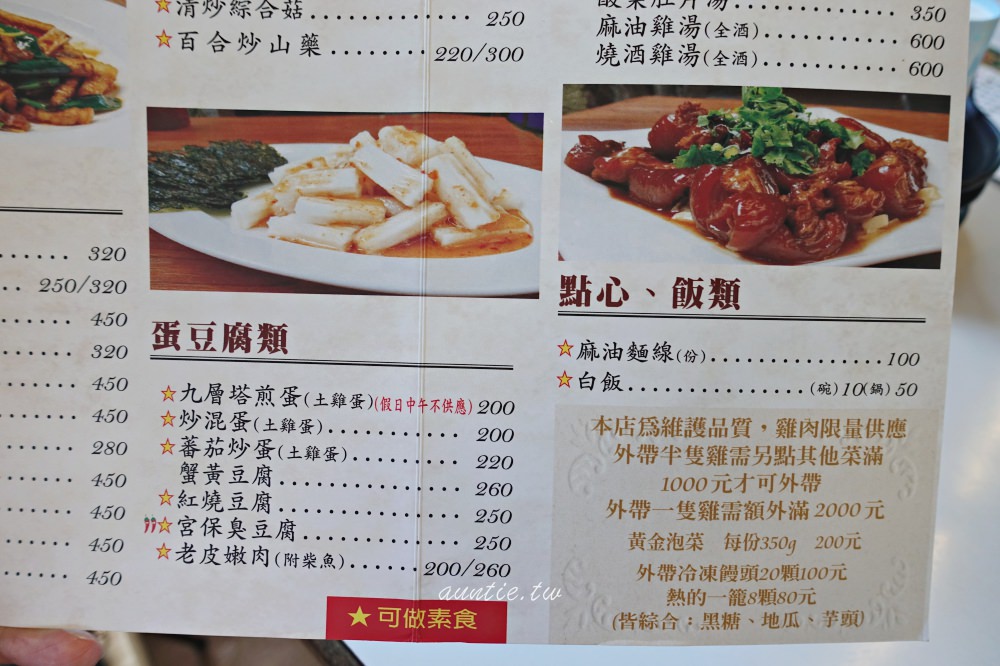 ★清炒綜合菇..............250
★百合炒山藥.........220/300
350
麻油雞湯(全酒)............600
燒酒雞湯(全酒)............600
320
250/320
450
320
450
450
280
450
450
450
450
蛋豆腐類
★九層塔煎蛋(土雞蛋)(假日中午不供應)200
★炒混蛋(土雞蛋)............200
★蕃茄炒蛋(土雞蛋)..........220
蟹黃豆腐................260
★紅燒豆腐................250
★宮保臭豆腐..............250
★老皮嫩肉(附柴魚)......200/260
★可做素食
點心、飯類
★麻油麵線(份)................100
★白飯................(碗)10(鍋)50
本店為維護品質，雞肉限量供應
外帶半隻雞需另點其他菜滿
1000元才可外帶
外帶一隻雞需額外滿2000元
黃金泡菜 每份350g 200元
外帶冷凍饅頭20顆100元
熱的一籠8顆80元
(皆綜合：黑糖、地瓜、芋頭)
auntie.tw